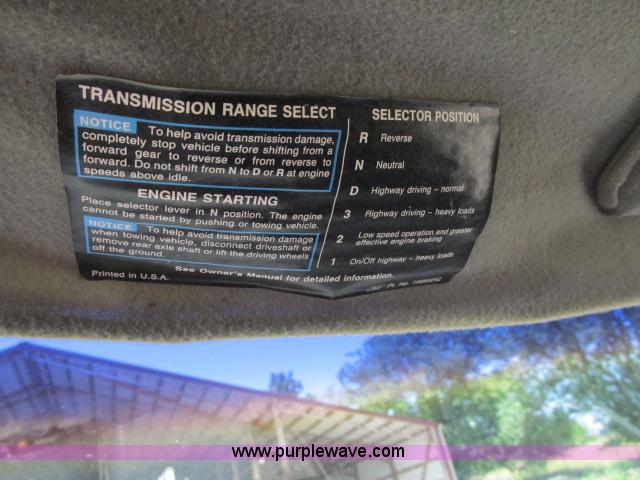 TRANSMISSION RANGE SELECT
NOTICE To help avoid transmission damage,
completely stop vehicle before shifting from a
forward gear to reverse or from reverse to
forward. Do not shift from N to D or R at engine
speeds above idle.
ENGINE STARTING
Place selector lever in N position. The engine
cannot be started by pushing or towing vehicle.
NOTICE To help avoid transmission damage
when towing vehicle, disconnect driveshaft or
remove rear axle shaft or lift the driving wheels
off the ground.
SELECTOR POSITION
R Reverse
N Neutral
D Highway driving – normal
3 Highway driving – heavy loads
2 Low speed operation and greater
effective engine braking
1 On/Off highway – heavy loads
See Owner's Manual for detailed information.
Printed in U.S.A.
Pt. No.
www.purplewave.com